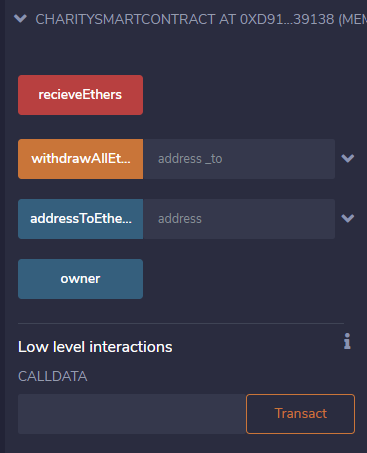 CHARITYSMARTCONTRACT AT 0XD91...39138 (MEM
recieveEthers
withdrawAllEt... address _to
addressToEthe... address
owner
Low level interactions
CALLDATA
Transact